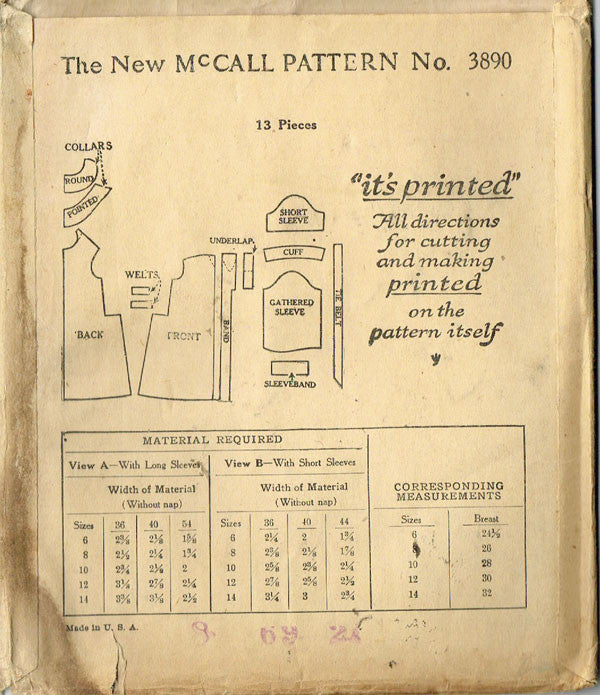 The New McCALL PATTERN No. 3890
13 Pieces
COLLARS
ROUND
POINTED
"it's printed"
All directions
for cutting
and making
printed
on the
pattern itself
SHORT
SLEEVE
UNDERLAP
CUFF
WELTS
GATHERED
SLEEVE
TIE BELT
BACK
FRONT
BAND
SLEEVEBAND
MATERIAL REQUIRED
View A—With Long Sleeves View B—With Short Sleeves
Width of Material Width of Material
(Without nap) (Without nap)
CORRESPONDING
MEASUREMENTS
Sizes 36 40 54 Sizes 36 40 44 Sizes Breast
6 2⅜ 2⅛ 6 2¼ 2 1¾ 6 24½
8 2½ 2¼ 1¾ 8 2⅜ 2⅛ 1⅞ 8 26
10 2¾ 2½ 2 10 2⅝ 2⅜ 2¼ 10 28
12 3⅛ 2⅞ 2¼ 12 2⅞ 2⅝ 2½ 12 30
14 3⅜ 3⅛ 2½ 14 3¼ 3 2¾ 14 32
Made in U. S. A.